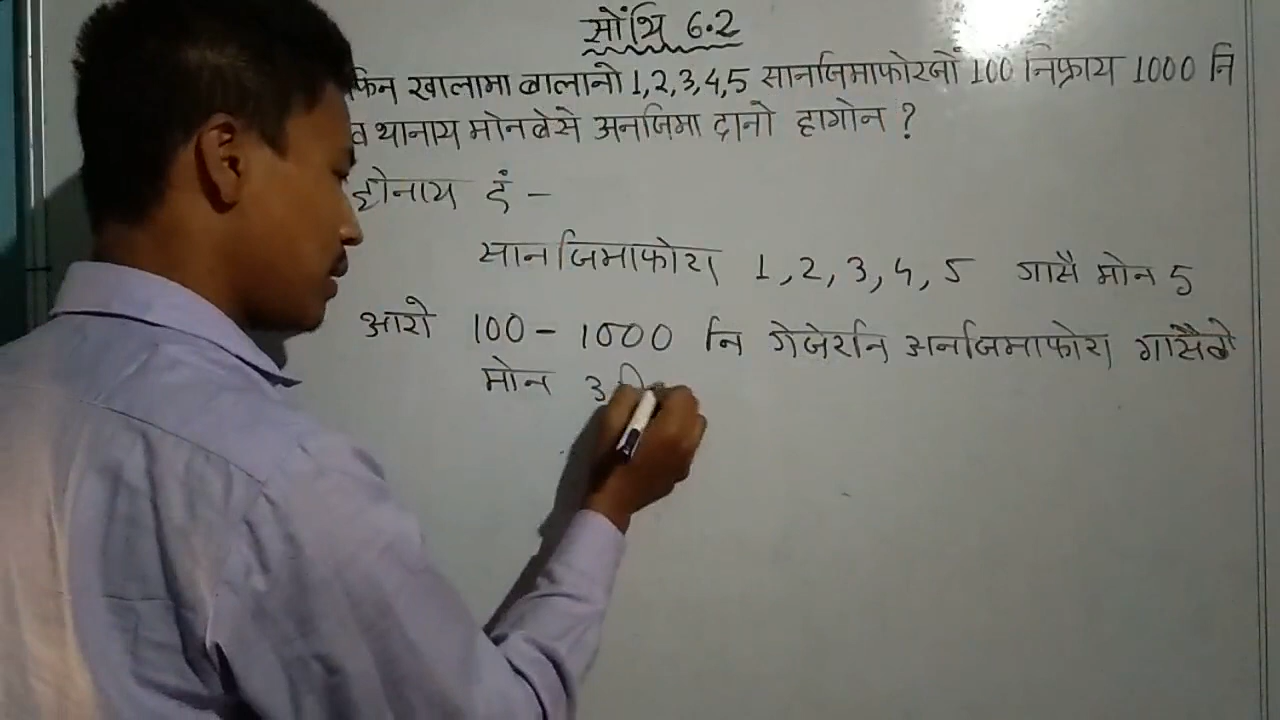 सोंथि 6.2
फिन खालामा बालानो 1,2,3,4,5 सानजिमाफोरजों 100 निफ्राय 1000 नि
व थानाय मोनबेसे अनजिमा दानो हागोन ?
होनाय दं -
सानजिमाफोरा 1,2,3,4,5 गासै मोन 5
आरो 100 - 1000 नि गेजेरनि अनजिमाफोरा गासैबो
मोन 3